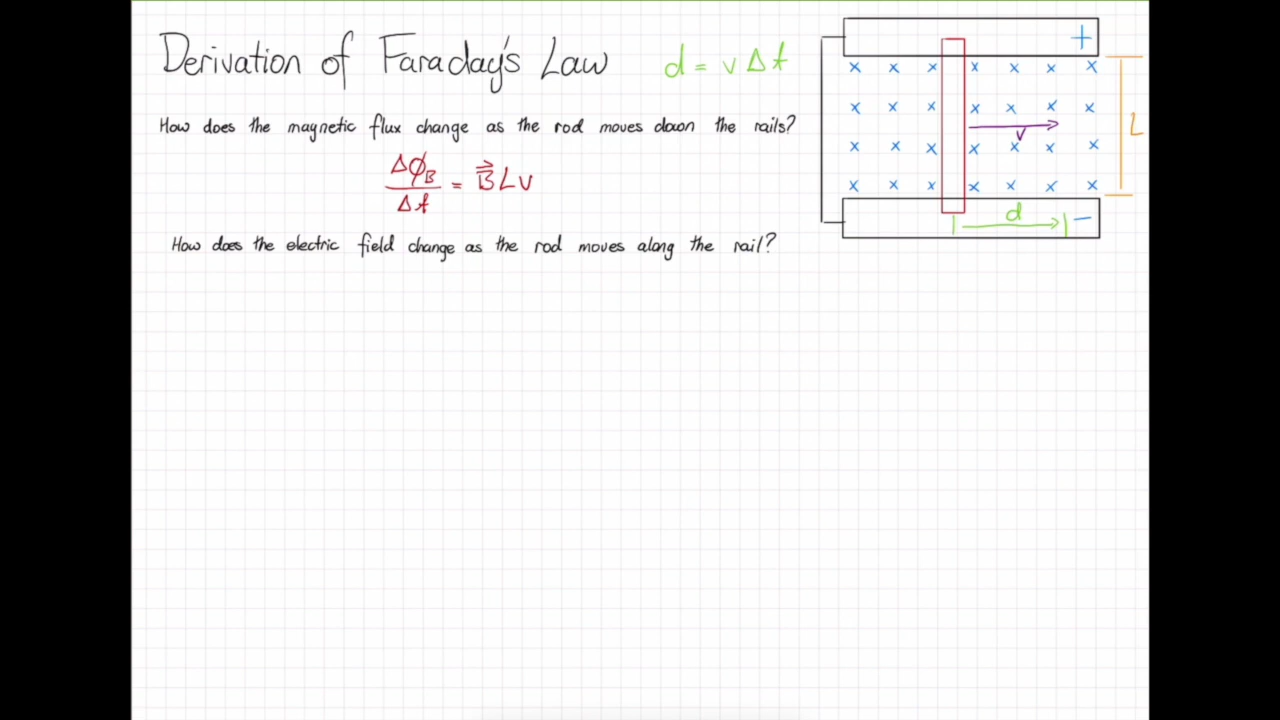 Derivation of Faraday's Law
d = v Δt
How does the magnetic flux change as the rod moves down the rails?
ΔΦ_B / Δt = B⃗ L v
How does the electric field change as the rod moves along the rail?
+
x x x x x x x
x x x x x x x
v
x x x x x x x
x x x x x x x
L
d
−